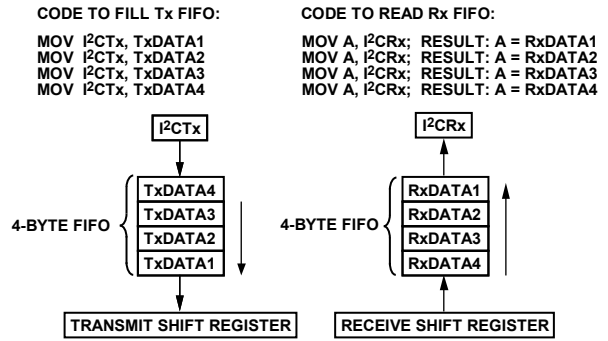 CODE TO FILL Tx FIFO:
MOV I²CTx, TxDATA1
MOV I²CTx, TxDATA2
MOV I²CTx, TxDATA3
MOV I²CTx, TxDATA4
I²CTx
4-BYTE FIFO
TxDATA4
TxDATA3
TxDATA2
TxDATA1
TRANSMIT SHIFT REGISTER
CODE TO READ Rx FIFO:
MOV A, I²CRx; RESULT: A = RxDATA1
MOV A, I²CRx; RESULT: A = RxDATA2
MOV A, I²CRx; RESULT: A = RxDATA3
MOV A, I²CRx; RESULT: A = RxDATA4
I²CRx
4-BYTE FIFO
RxDATA1
RxDATA2
RxDATA3
RxDATA4
RECEIVE SHIFT REGISTER